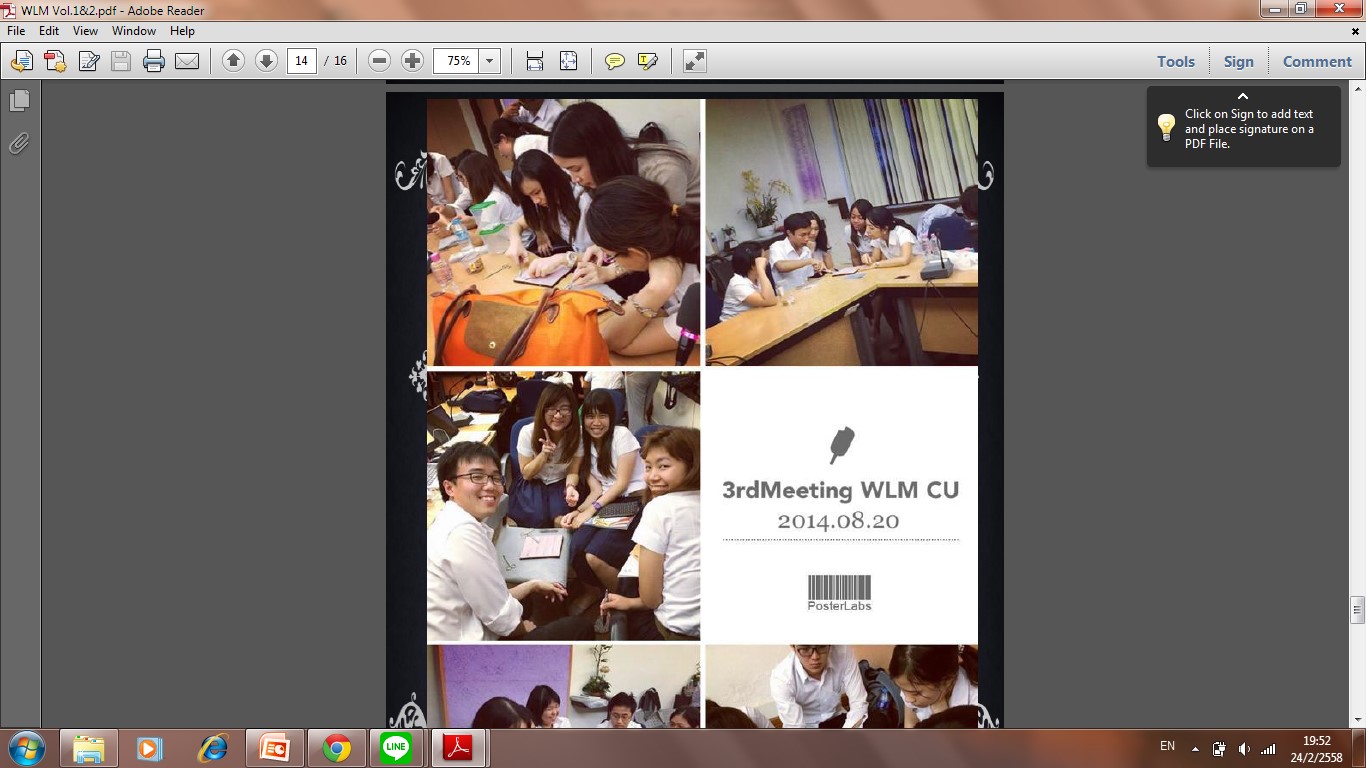 WLM Vol.1&2.pdf - Adobe Reader
File Edit View Window Help
14 / 16 75% Tools Sign Comment
Click on Sign to add text
and place signature on a
PDF File.
3rdMeeting WLM CU
2014.08.20
PosterLabs
LINE
EN
19:52
24/2/2558